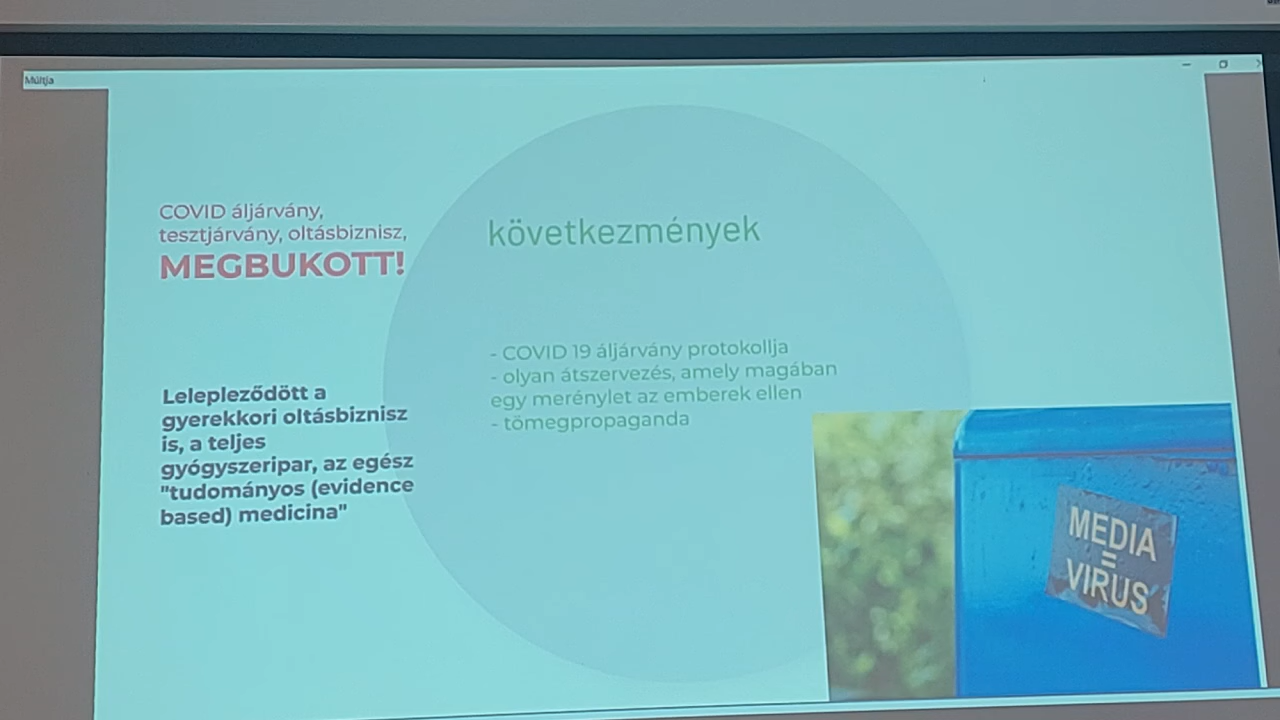 Múltja
COVID áljárvány,
tesztjárvány, oltásbiznisz,
MEGBUKOTT!
Lelepleződött a
gyerekkori oltásbiznisz
is, a teljes
gyógyszeripar, az egész
"tudományos (evidence
based) medicina"
következmények
- COVID 19 áljárvány protokollja
- olyan átszervezés, amely magában
egy merénylet az emberek ellen
- tömegpropaganda
MEDIA
=
VIRUS